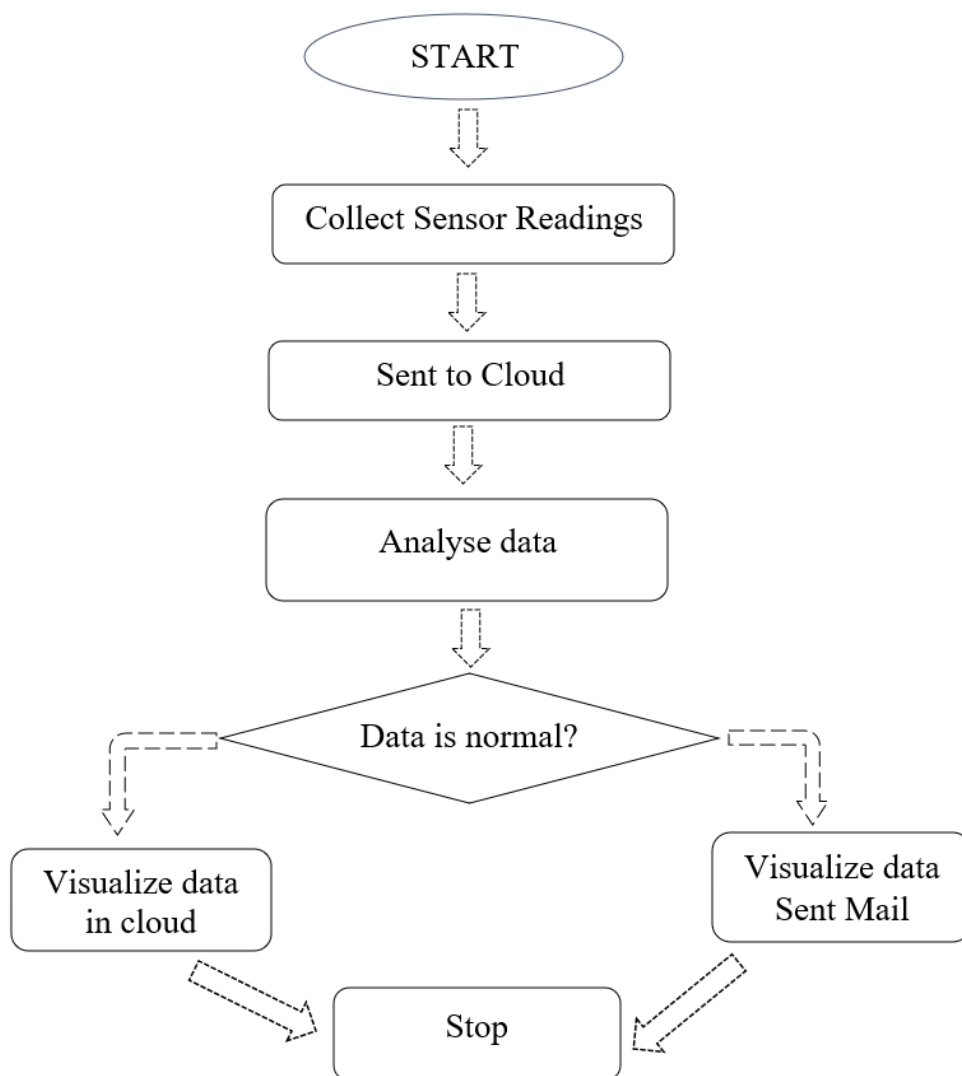 START
Collect Sensor Readings
Sent to Cloud
Analyse data
Data is normal?
Visualize data
in cloud
Visualize data
Sent Mail
Stop